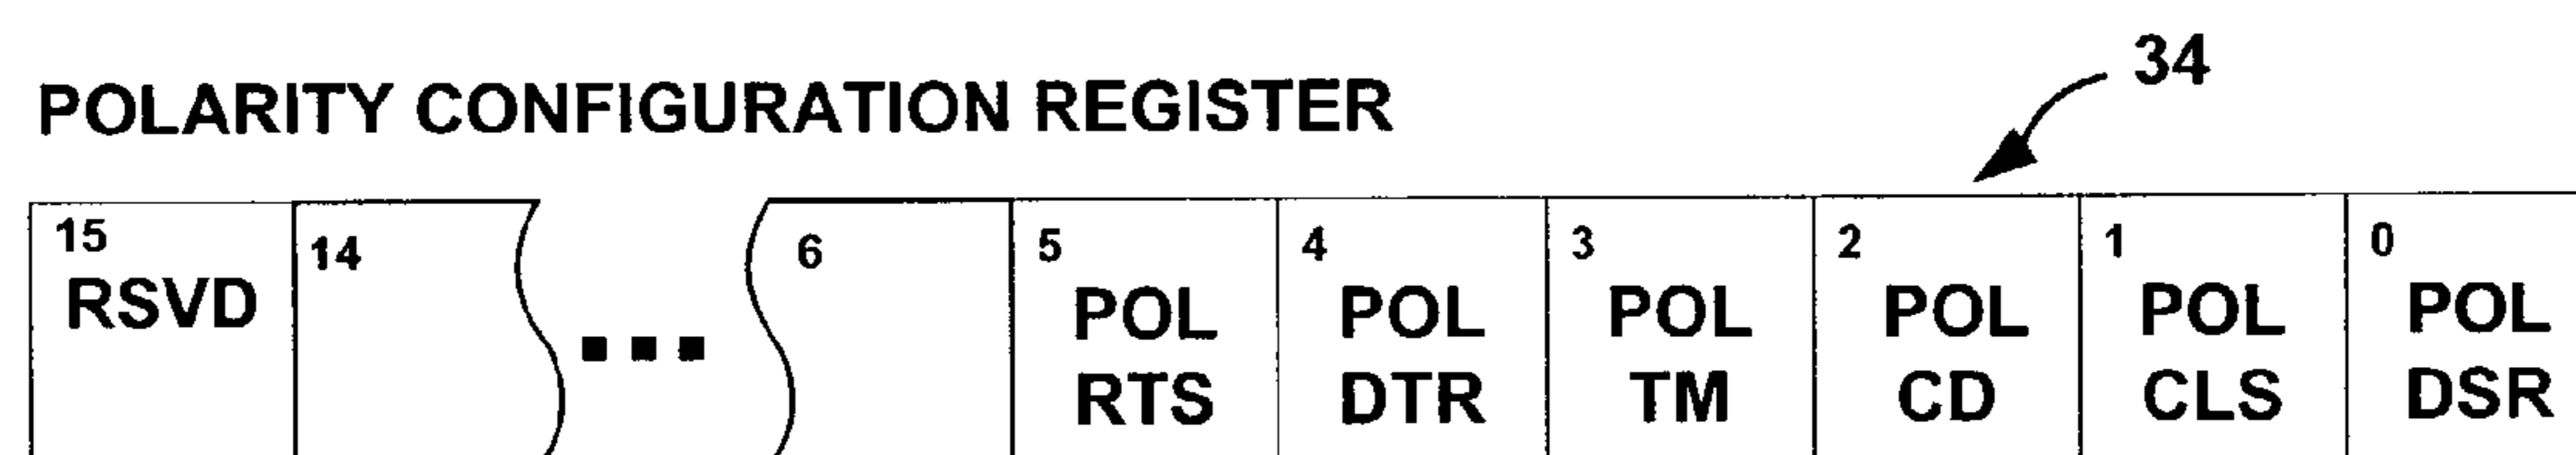 34
POLARITY CONFIGURATION REGISTER
15 14 6 5 4 3 2 1 0
RSVD POL POL POL POL POL POL
RTS DTR TM CD CLS DSR